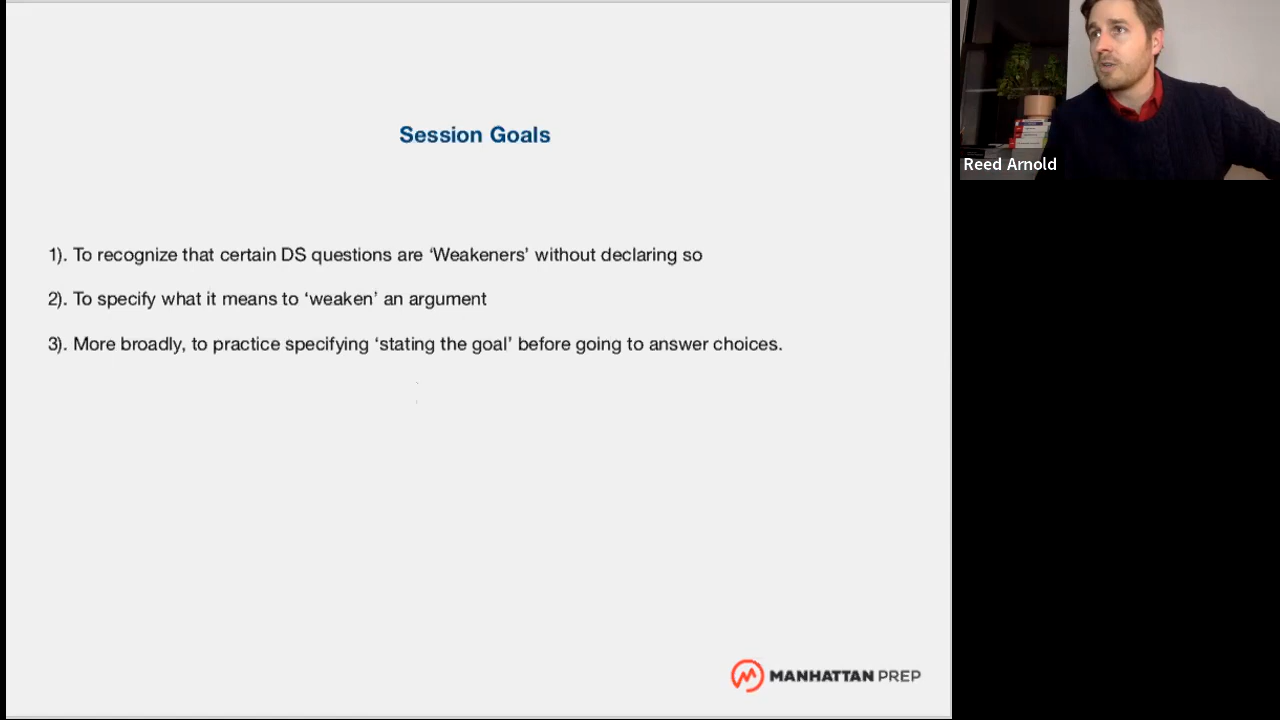 Session Goals
1). To recognize that certain DS questions are ‘Weakeners’ without declaring so
2). To specify what it means to ‘weaken’ an argument
3). More broadly, to practice specifying ‘stating the goal’ before going to answer choices.
MANHATTAN PREP
Reed Arnold